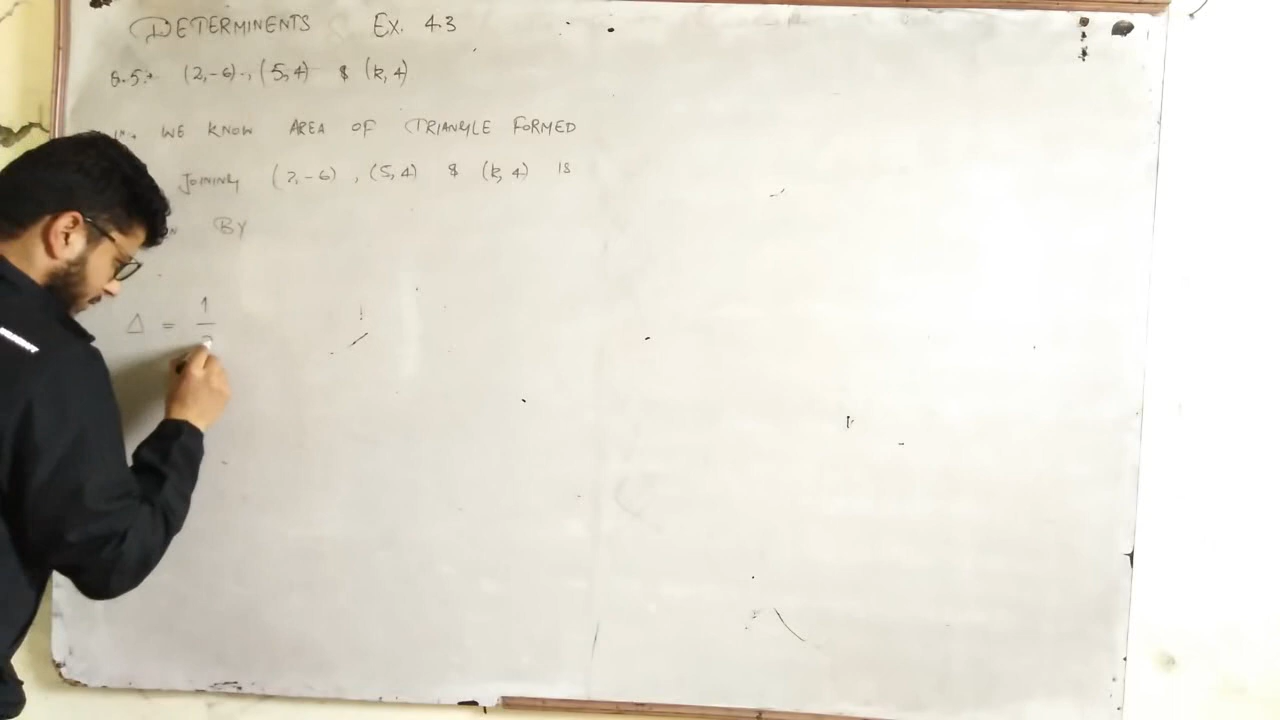 DETERMINENTS Ex. 4.3
Q.5:- (2,-6), (5,4) & (k,4)
WE KNOW AREA OF TRIANGLE FORMED
JOINING (2,-6), (5,4) & (k,4) IS
BY
Δ = 1/2